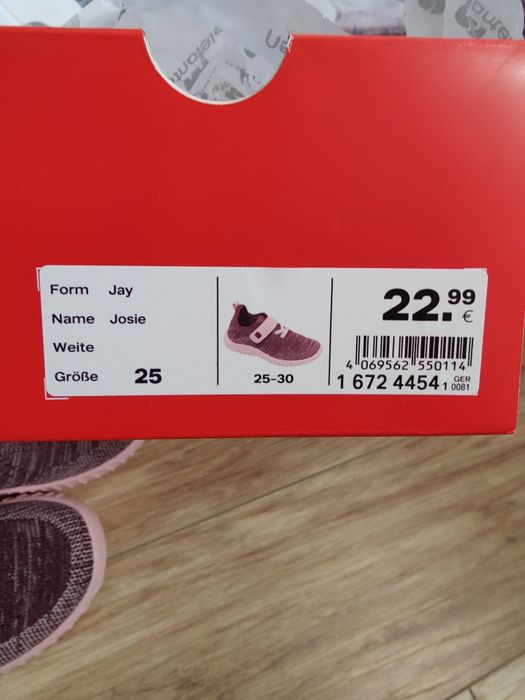 elefanten
Form Jay
Name Josie
Weite
Größe 25
25-30
22.99
€
4 069562 550114
1 672 4454 1
GER
0081